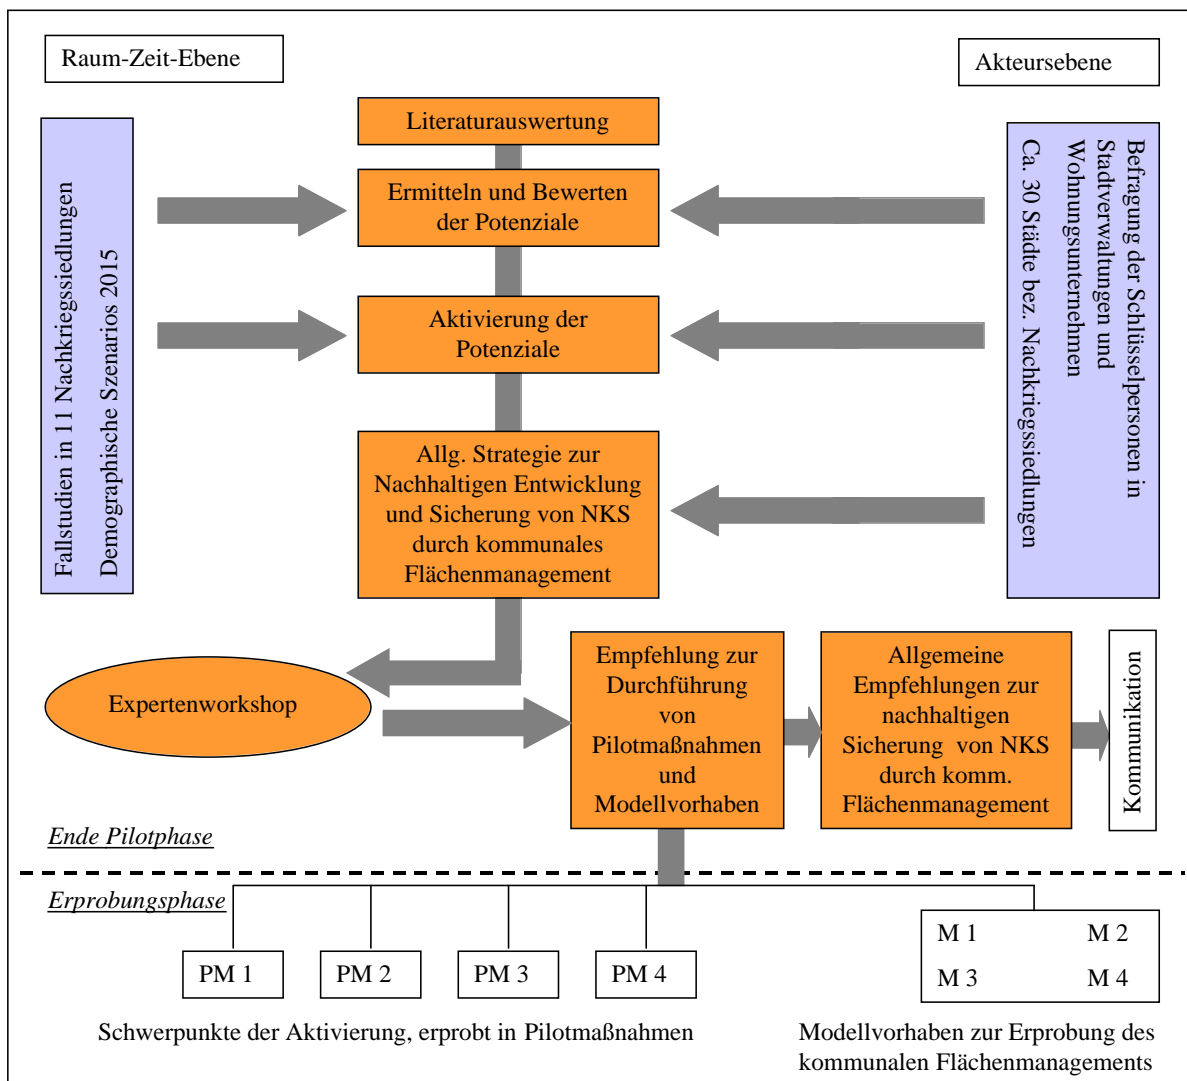 Raum-Zeit-Ebene
Akteursebene
Literaturauswertung
Ermitteln und Bewerten
der Potenziale
Aktivierung der
Potenziale
Allg. Strategie zur
Nachhaltigen Entwicklung
und Sicherung von NKS
durch kommunales
Flächenmanagement
Fallstudien in 11 Nachkriegssiedlungen
Demographische Szenarios 2015
Befragung der Schlüsselpersonen in
Stadtverwaltungen und
Wohnungsunternehmen
Ca. 30 Städte bez. Nachkriegssiedlungen
Expertenworkshop
Empfehlung zur
Durchführung
von
Pilotmaßnahmen
und
Modellvorhaben
Allgemeine
Empfehlungen zur
nachhaltigen
Sicherung von NKS
durch komm.
Flächenmanagement
Kommunikation
Ende Pilotphase
Erprobungsphase
PM 1
PM 2
PM 3
PM 4
M 1
M 2
M 3
M 4
Schwerpunkte der Aktivierung, erprobt in Pilotmaßnahmen
Modellvorhaben zur Erprobung des
kommunalen Flächenmanagements